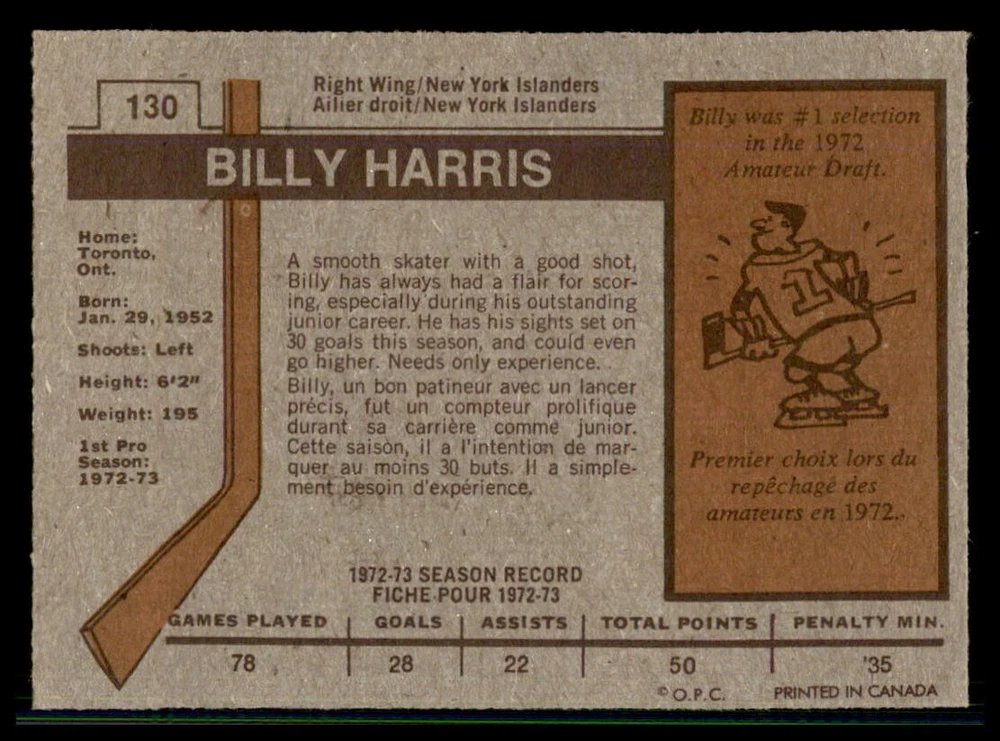 130
Right Wing/New York Islanders
Ailier droit/New York Islanders
BILLY HARRIS
Home:
Toronto,
Ont.
Born:
Jan. 29, 1952
Shoots: Left
Height: 6'2"
Weight: 195
1st Pro
Season:
1972-73
A smooth skater with a good shot,
Billy has always had a flair for scor-
ing, especially during his outstanding
junior career. He has his sights set on
30 goals this season, and could even
go higher. Needs only experience.
Billy, un bon patineur avec un lancer
précis, fut un compteur prolifique
durant sa carrière comme junior.
Cette saison, il a l'intention de mar-
quer au moins 30 buts. Il a simple-
ment besoin d'expérience.
Billy was #1 selection
in the 1972
Amateur Draft.
1
Premier choix lors du
repêchage des
amateurs en 1972.
1972-73 SEASON RECORD
FICHE POUR 1972-73
GAMES PLAYED GOALS ASSISTS TOTAL POINTS PENALTY MIN.
78 28 22 50 35
© O.P.C. PRINTED IN CANADA